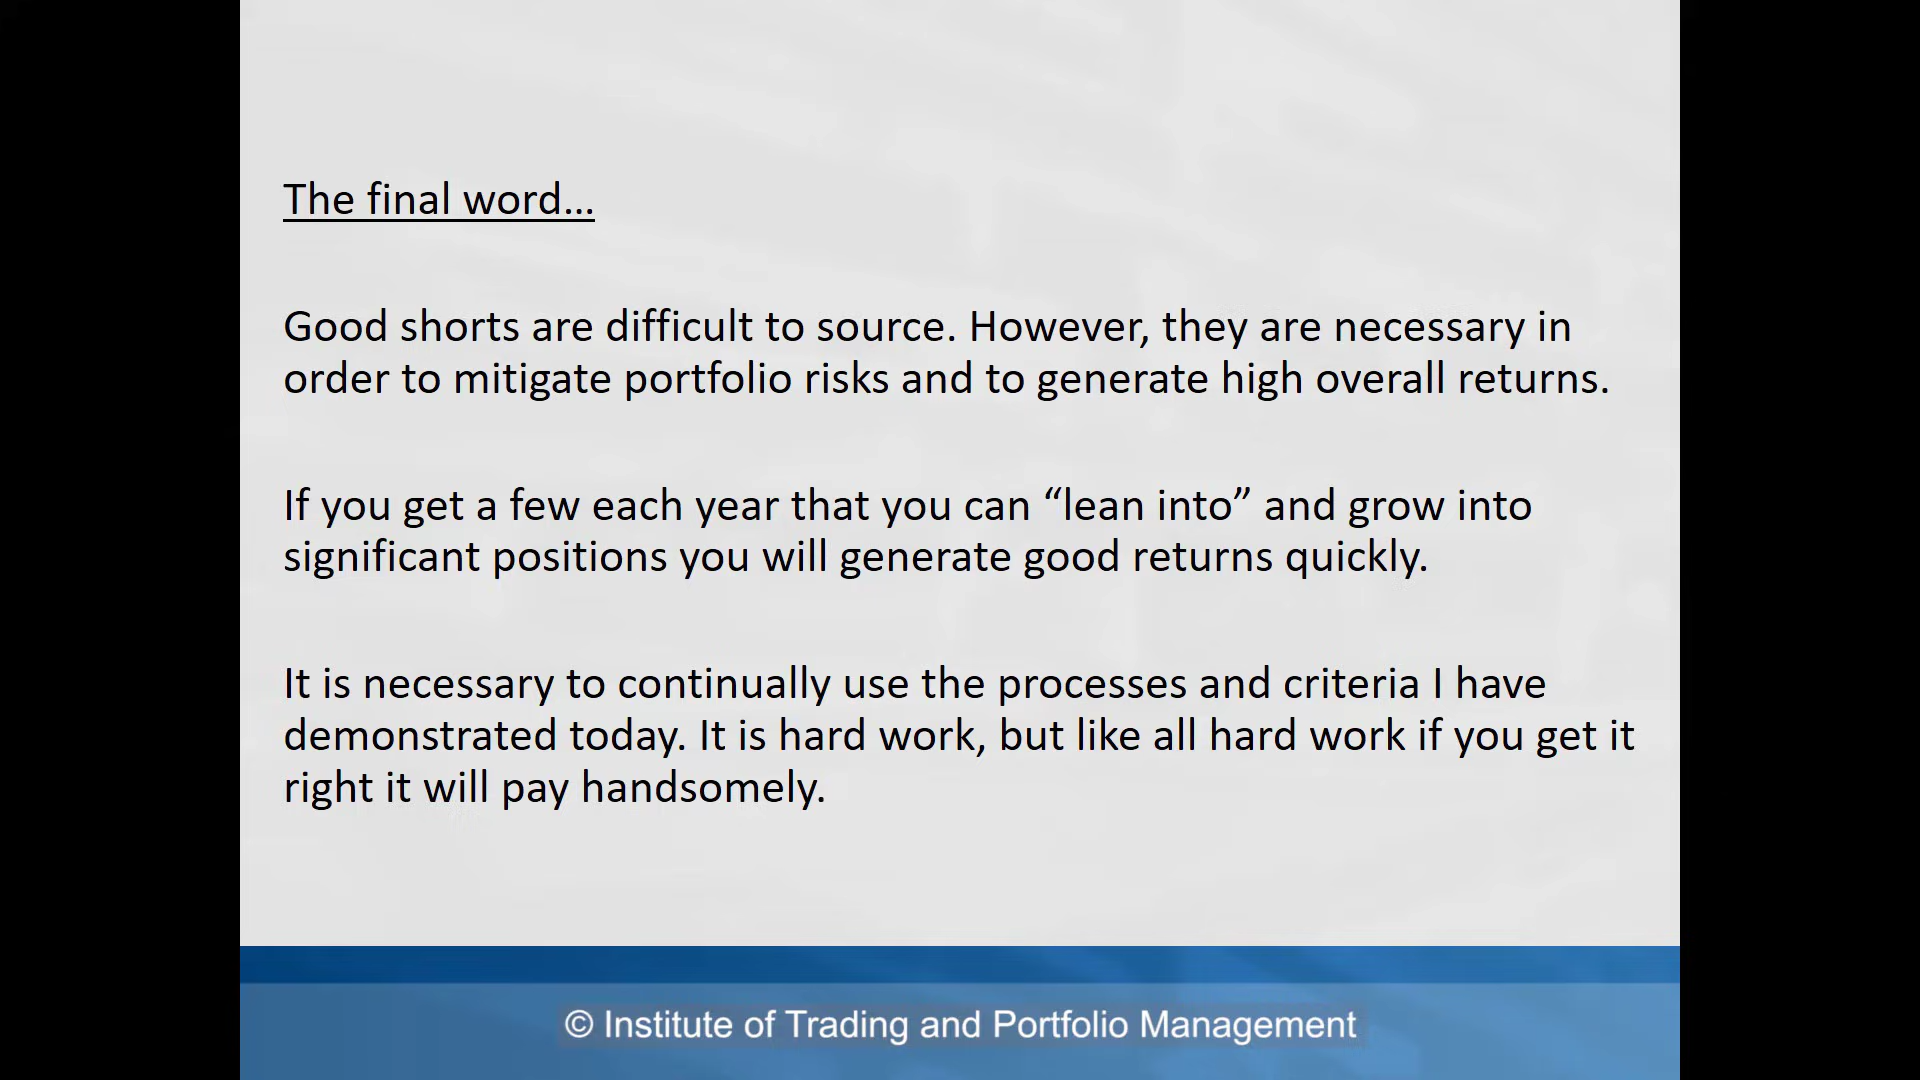 The final word...
Good shorts are difficult to source. However, they are necessary in
order to mitigate portfolio risks and to generate high overall returns.
If you get a few each year that you can “lean into” and grow into
significant positions you will generate good returns quickly.
It is necessary to continually use the processes and criteria I have
demonstrated today. It is hard work, but like all hard work if you get it
right it will pay handsomely.
© Institute of Trading and Portfolio Management